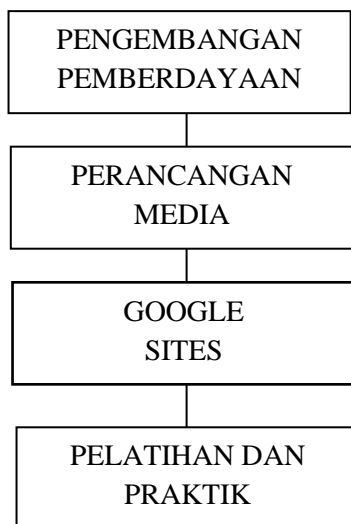 PENGEMBANGAN
PEMBERDAYAAN
PERANCANGAN
MEDIA
GOOGLE
SITES
PELATIHAN DAN
PRAKTIK